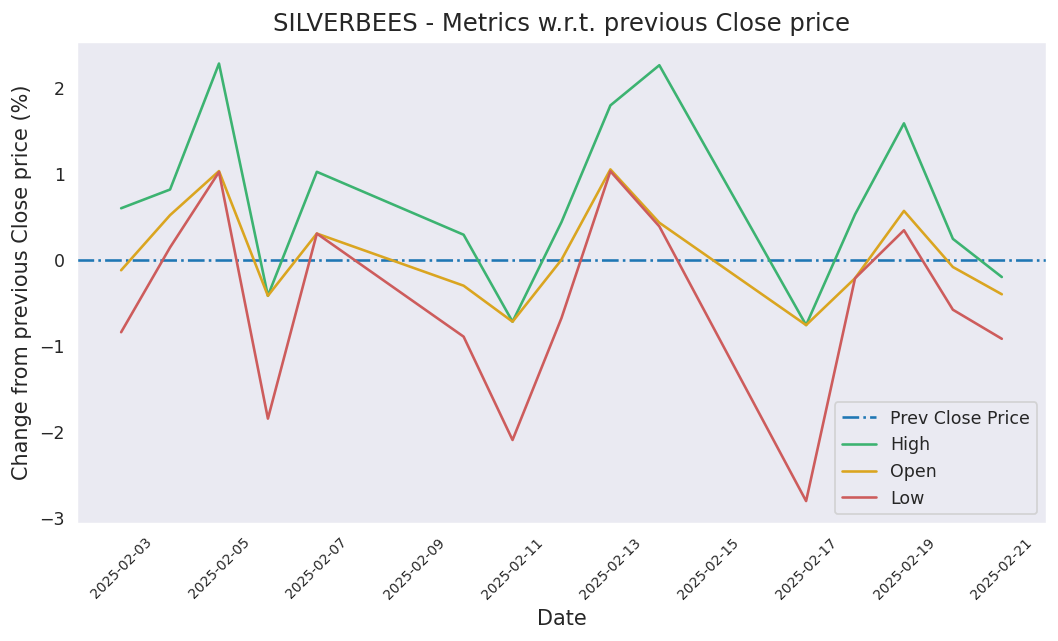 SILVERBEES - Metrics w.r.t. previous Close price
Change from previous Close price (%)
2
1
0
−1
−2
−3
Prev Close Price
High
Open
Low
2025-02-03
2025-02-05
2025-02-07
2025-02-09
2025-02-11
2025-02-13
2025-02-15
2025-02-17
2025-02-19
2025-02-21
Date